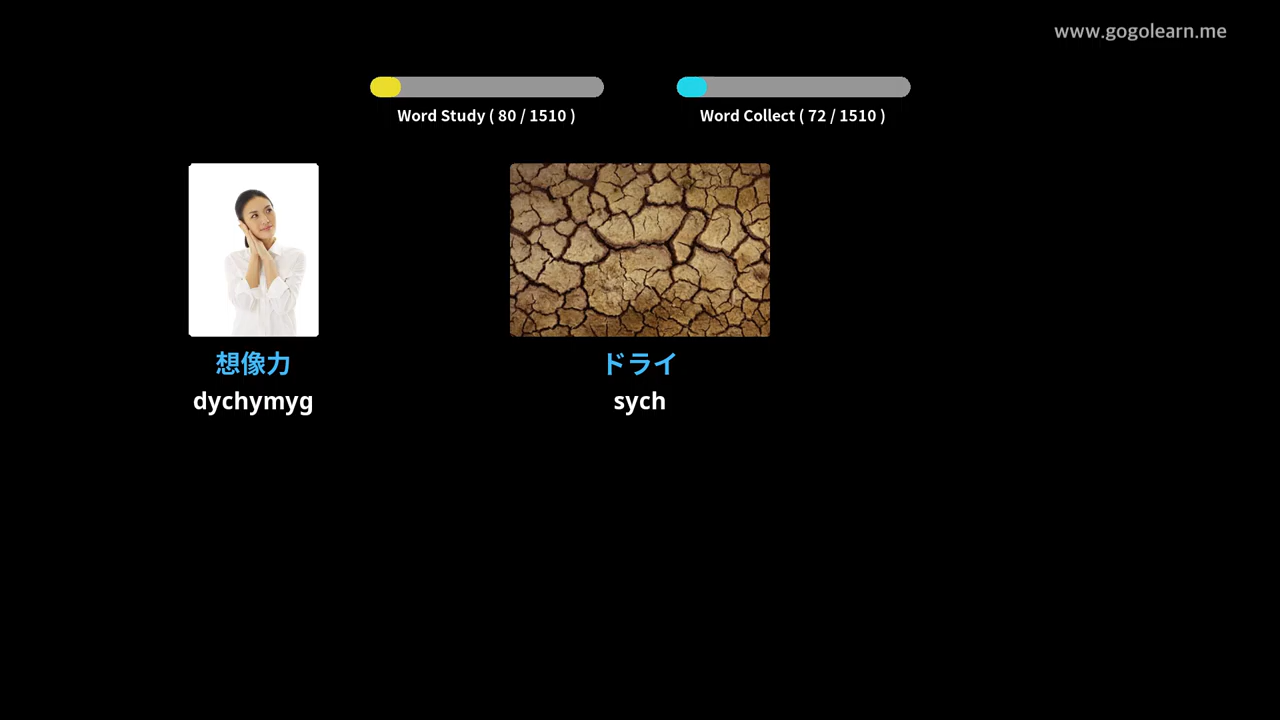 www.gogolearn.me
Word Study ( 80 / 1510 )
Word Collect ( 72 / 1510 )
想像力
dychymyg
ドライ
sych